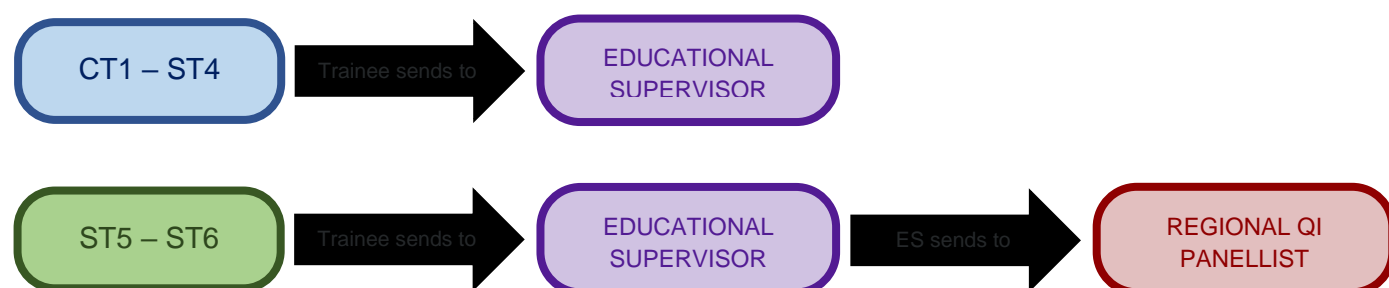 CT1 – ST4
Trainee sends to
EDUCATIONAL
SUPERVISOR
ST5 – ST6
Trainee sends to
EDUCATIONAL
SUPERVISOR
ES sends to
REGIONAL QI
PANELLIST